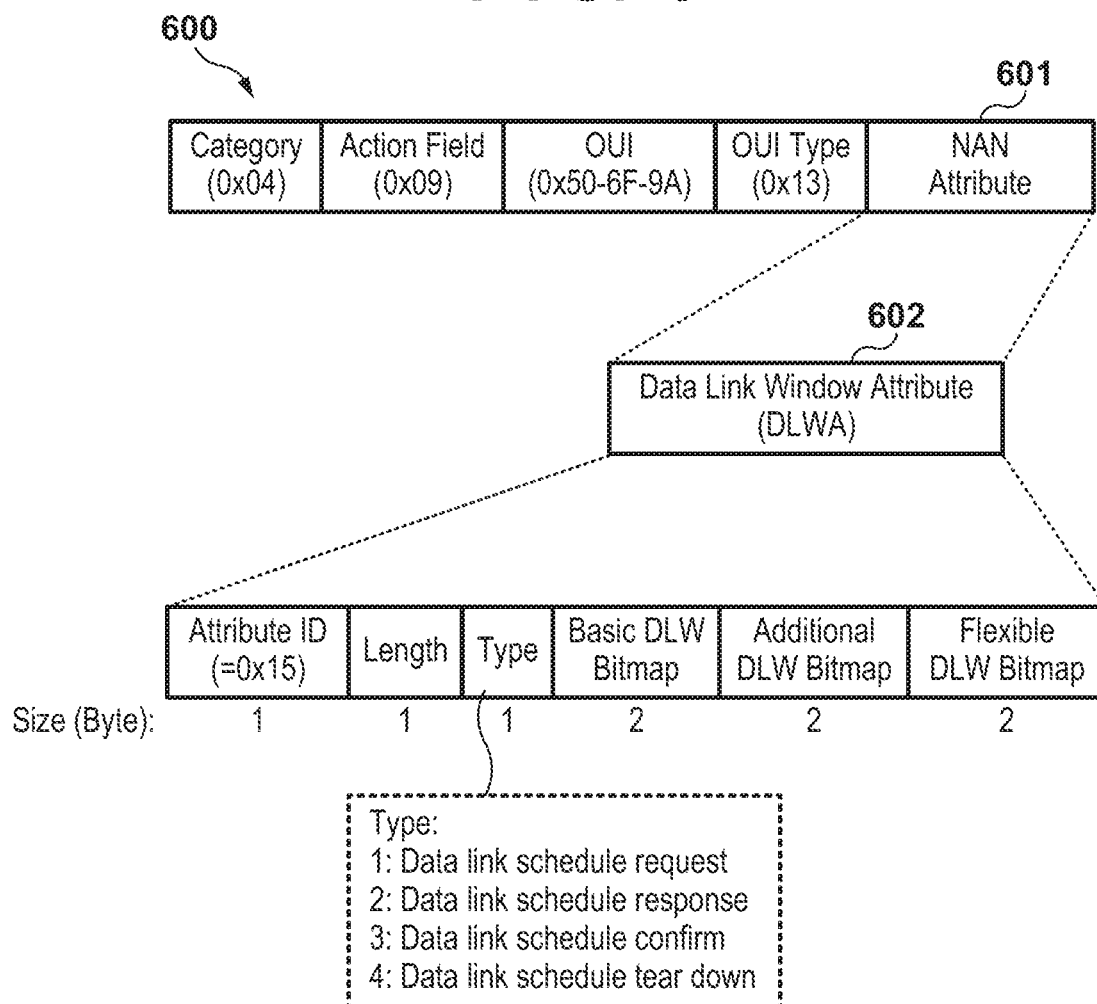 600
601
Category
(0x04)
Action Field
(0x09)
OUI
(0x50-6F-9A)
OUI Type
(0x13)
NAN
Attribute
602
Data Link Window Attribute
(DLWA)
Attribute ID
(=0x15)
Length
Type
Basic DLW
Bitmap
Additional
DLW Bitmap
Flexible
DLW Bitmap
Size (Byte): 1 1 1 2 2 2
Type:
1: Data link schedule request
2: Data link schedule response
3: Data link schedule confirm
4: Data link schedule tear down